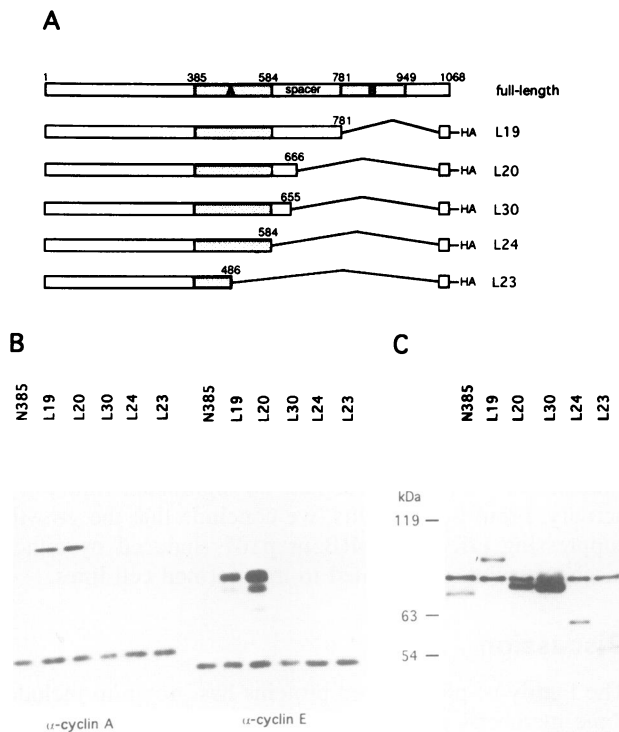 A
1 385 584 781 949 1068
A spacer B full-length
781
HA L19
666
HA L20
655
HA L30
584
HA L24
486
HA L23
B
N385 L19 L20 L30 L24 L23
N385 L19 L20 L30 L24 L23
α-cyclin A
α-cyclin E
C
N385 L19 L20 L30 L24 L23
kDa
119
63
54